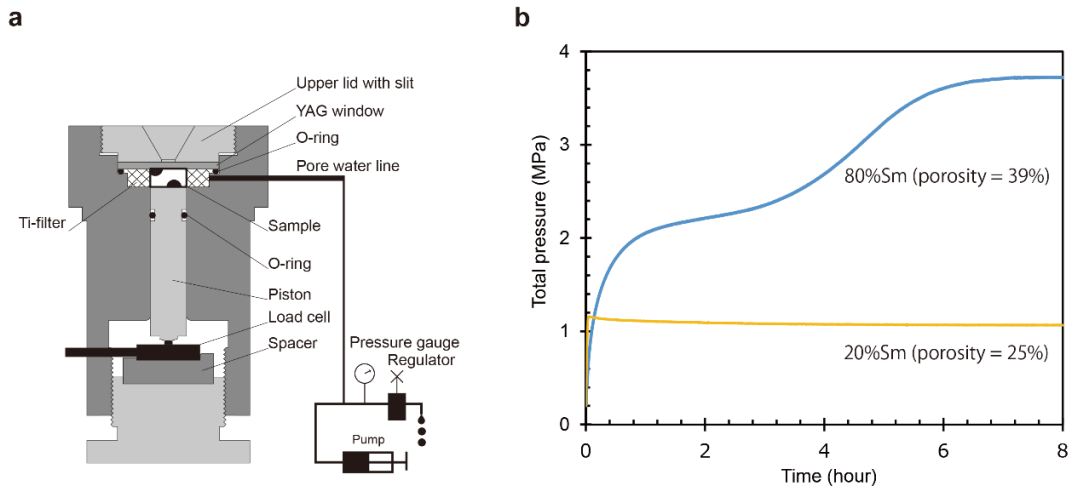 a
Upper lid with slit
YAG window
O-ring
Pore water line
Ti-filter
Sample
O-ring
Piston
Load cell
Spacer
Pressure gauge
Regulator
Pump
b
Total pressure (MPa)
4
3
2
1
0
80%Sm (porosity = 39%)
20%Sm (porosity = 25%)
0 2 4 6 8
Time (hour)